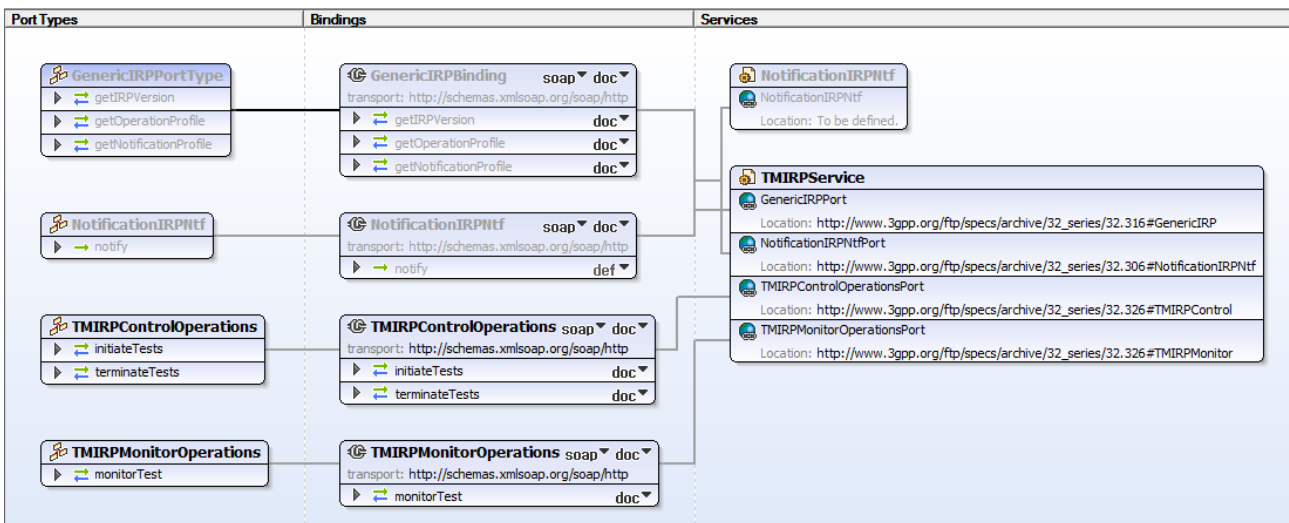 Port Types
Bindings
Services
GenericIRPPortType
getIRPVersion
getOperationProfile
getNotificationProfile
GenericIRPBinding soap doc
transport: http://schemas.xmlsoap.org/soap/http
getIRPVersion doc
getOperationProfile doc
getNotificationProfile doc
NotificationIRPNtf
NotificationIRPNtf
Location: To be defined.
TMIRPService
GenericIRPPort
Location: http://www.3gpp.org/ftp/specs/archive/32_series/32.316#GenericIRP
NotificationIRPNtfPort
Location: http://www.3gpp.org/ftp/specs/archive/32_series/32.306#NotificationIRPNtf
TMIRPControlOperationsPort
Location: http://www.3gpp.org/ftp/specs/archive/32_series/32.326#TMIRPControl
TMIRPMonitorOperationsPort
Location: http://www.3gpp.org/ftp/specs/archive/32_series/32.326#TMIRPMonitor
NotificationIRPNtf
notify
NotificationIRPNtf soap doc
transport: http://schemas.xmlsoap.org/soap/http
notify def
TMIRPControlOperations
initiateTests
terminateTests
TMIRPControlOperations soap doc
transport: http://schemas.xmlsoap.org/soap/http
initiateTests doc
terminateTests doc
TMIRPMonitorOperations
monitorTest
TMIRPMonitorOperations soap doc
transport: http://schemas.xmlsoap.org/soap/http
monitorTest doc